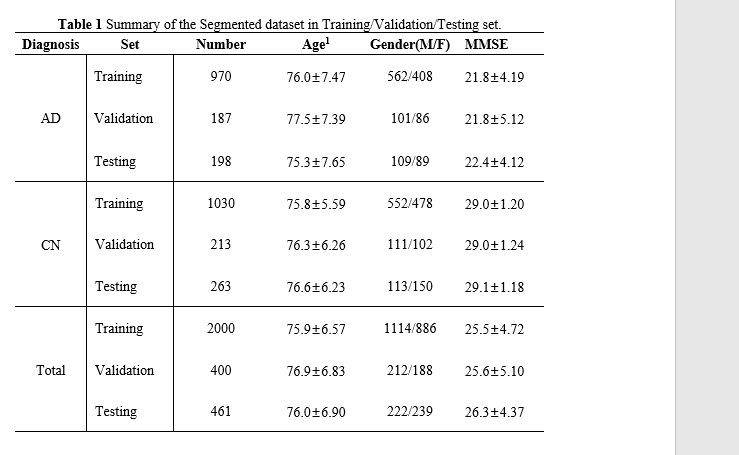 Table 1 Summary of the Segmented dataset in Training/Validation/Testing set.
Diagnosis Set Number Age1 Gender(M/F) MMSE
Training 970 76.0±7.47 562/408 21.8±4.19
AD Validation 187 77.5±7.39 101/86 21.8±5.12
Testing 198 75.3±7.65 109/89 22.4±4.12
Training 1030 75.8±5.59 552/478 29.0±1.20
CN Validation 213 76.3±6.26 111/102 29.0±1.24
Testing 263 76.6±6.23 113/150 29.1±1.18
Training 2000 75.9±6.57 1114/886 25.5±4.72
Total Validation 400 76.9±6.83 212/188 25.6±5.10
Testing 461 76.0±6.90 222/239 26.3±4.37